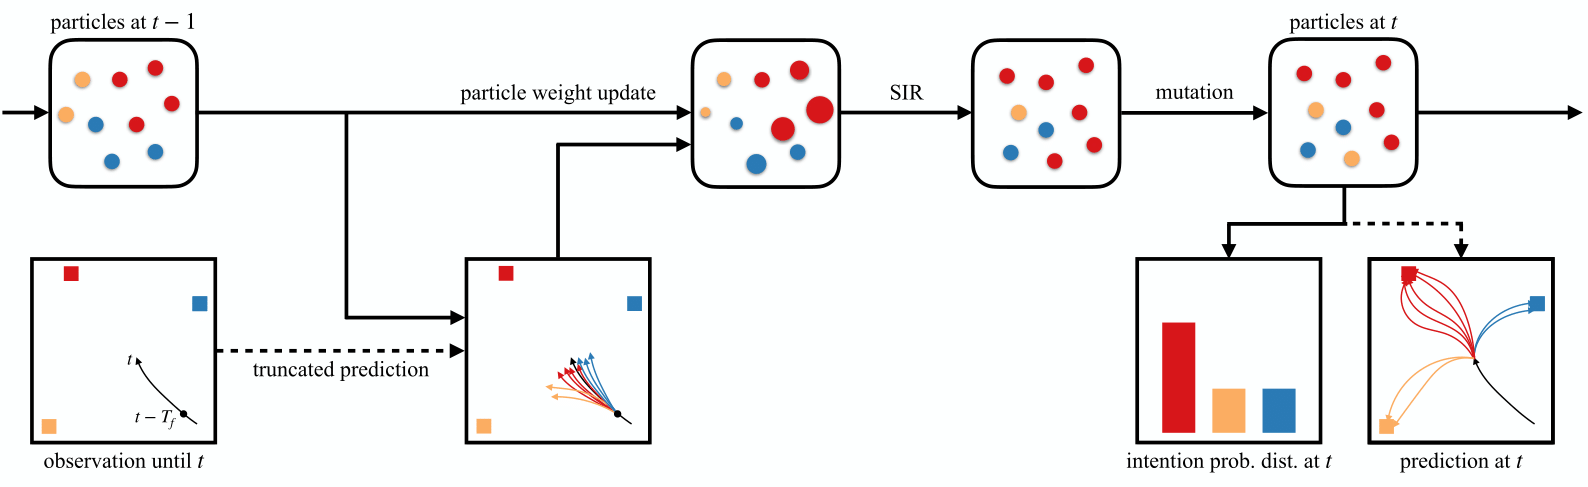 particles at t − 1
particles at t
particle weight update
SIR
mutation
t
truncated prediction
t − T_f
observation until t
intention prob. dist. at t
prediction at t